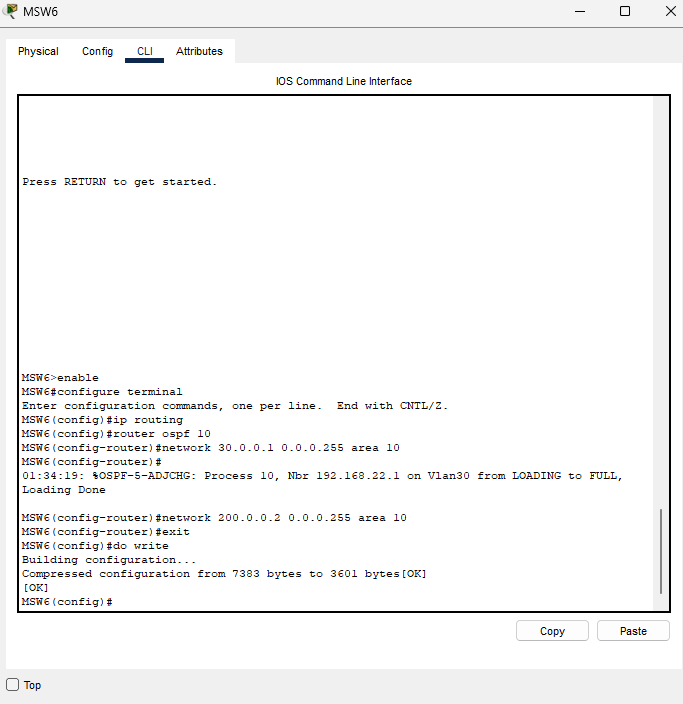 MSW6
Physical Config CLI Attributes
IOS Command Line Interface
Press RETURN to get started.
MSW6>enable
MSW6#configure terminal
Enter configuration commands, one per line.  End with CNTL/Z.
MSW6(config)#ip routing
MSW6(config)#router ospf 10
MSW6(config-router)#network 30.0.0.1 0.0.0.255 area 10
MSW6(config-router)#
01:34:19: %OSPF-5-ADJCHG: Process 10, Nbr 192.168.22.1 on Vlan30 from LOADING to FULL,
Loading Done
MSW6(config-router)#network 200.0.0.2 0.0.0.255 area 10
MSW6(config-router)#exit
MSW6(config)#do write
Building configuration...
Compressed configuration from 7383 bytes to 3601 bytes[OK]
[OK]
MSW6(config)#
Copy Paste
Top